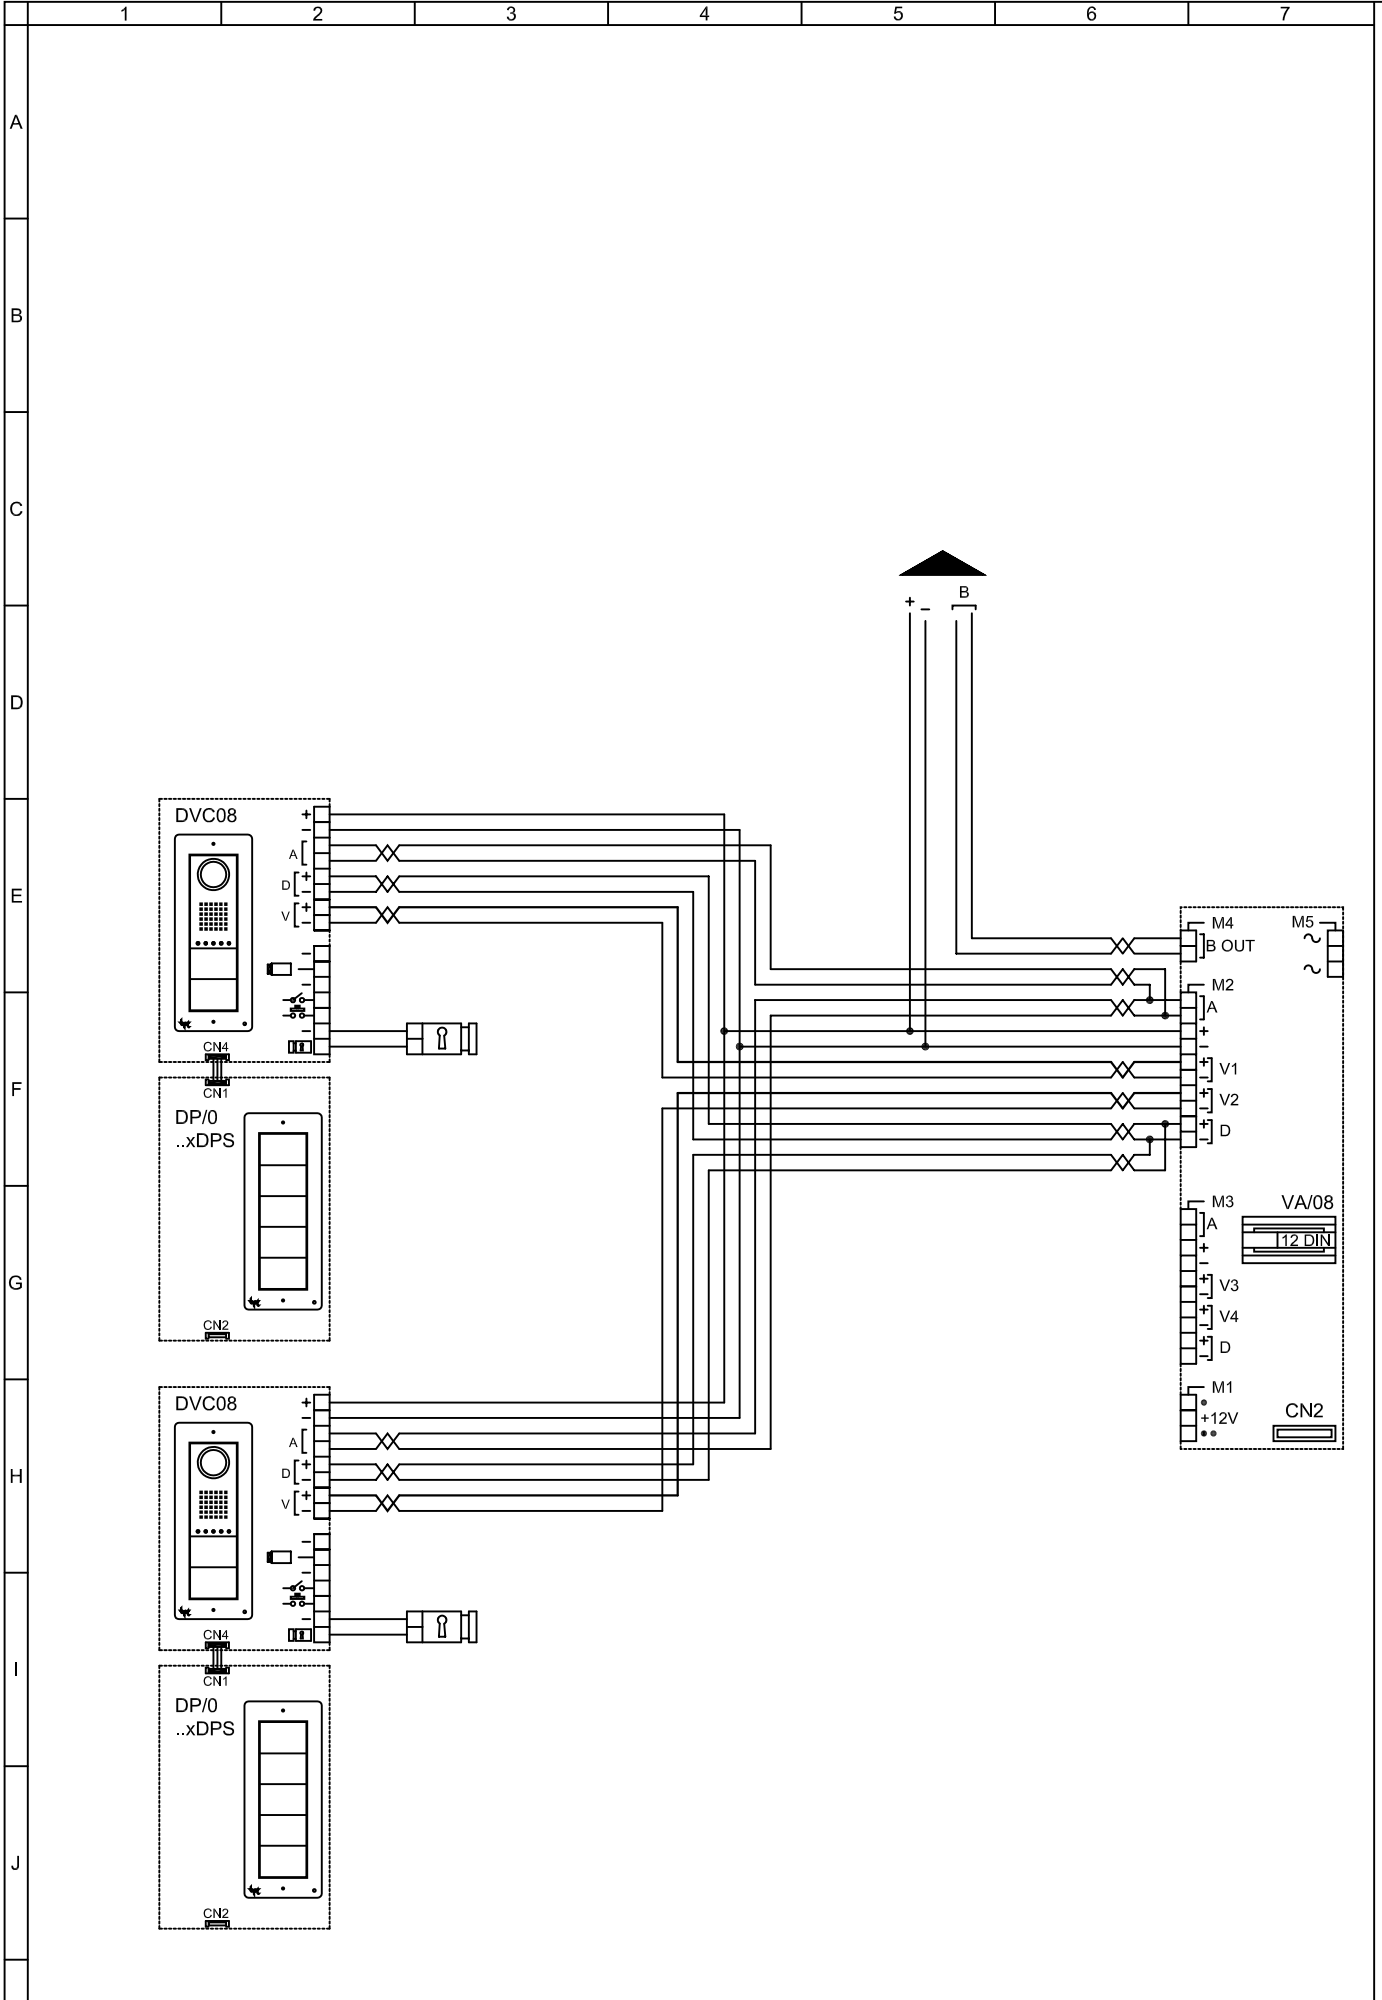 1 2 3 4 5 6 7
A
B
C
D
E
F
G
H
I
J
+ − B
DVC08
+
−
A
D + −
V + −
−
−
−
CN4
CN1
DP/0
..xDPS
CN2
DVC08
+
−
A
D + −
V + −
−
−
−
CN4
CN1
DP/0
..xDPS
CN2
M4 M5
B OUT ~
~
M2
A
+
−
+ − V1
+ − V2
+ − D
M3 VA/08
A
12 DIN
+
−
+ − V3
+ − V4
+ − D
M1
+12V
CN2